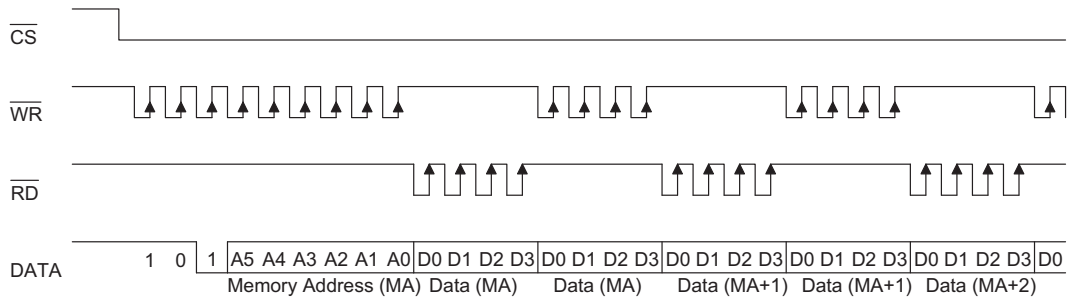 CS
WR
RD
DATA 1 0 1 A5 A4 A3 A2 A1 A0 D0 D1 D2 D3 D0 D1 D2 D3 D0 D1 D2 D3 D0 D1 D2 D3 D0 D1 D2 D3 D0
Memory Address (MA) Data (MA) Data (MA) Data (MA+1) Data (MA+1) Data (MA+2)